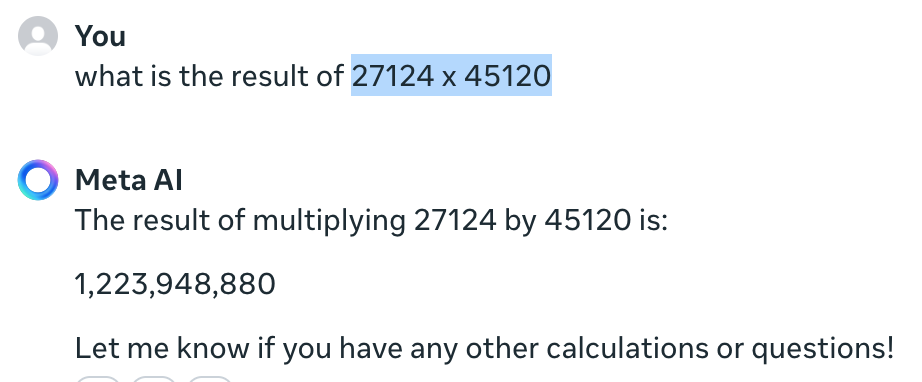 You
what is the result of 27124 x 45120
Meta AI
The result of multiplying 27124 by 45120 is:
1,223,948,880
Let me know if you have any other calculations or questions!